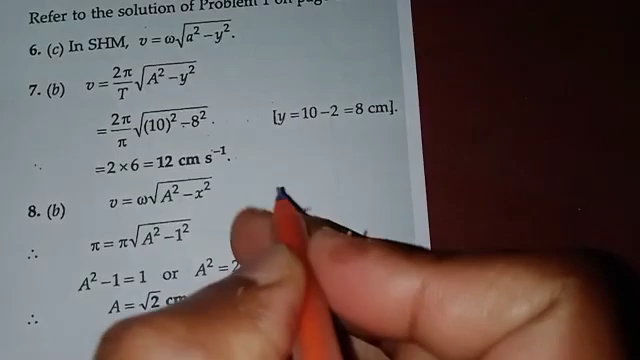 Refer to the solution of Problem 1 on page
6. (c) In SHM, v = ω√(a² − y²).
7. (b) v = 2π/T √(A² − y²)
= 2π/π √((10)² − 8²) . [y = 10 − 2 = 8 cm].
= 2 × 6 = 12 cm s⁻¹.
8. (b) v = ω√(A² − x²)
∴ π = π√(A² − 1²)
A² − 1 = 1 or A² = 2
∴ A = √2 cm